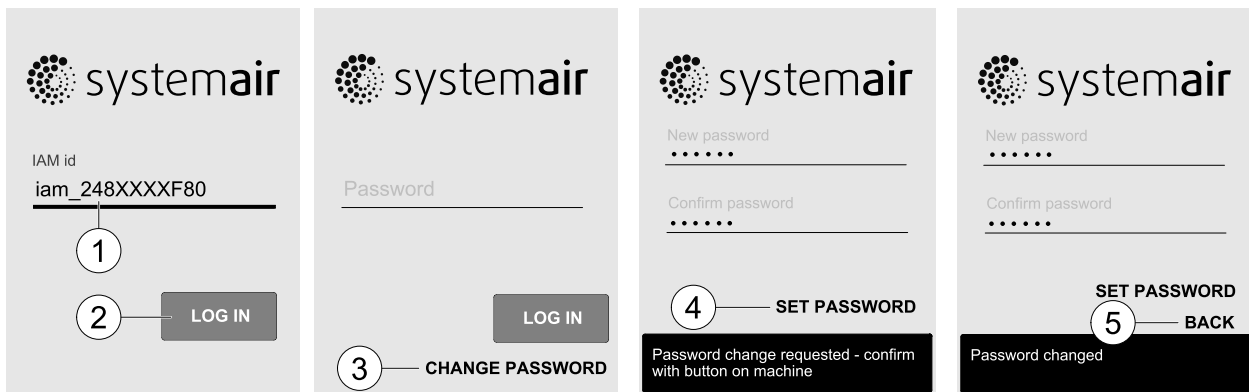 systemair
IAM id
iam_248XXXXF80
1
2
LOG IN
systemair
Password
LOG IN
3
CHANGE PASSWORD
systemair
New password
••••••
Confirm password
••••••
4
SET PASSWORD
Password change requested - confirm
with button on machine
systemair
New password
••••••
Confirm password
••••••
SET PASSWORD
5
BACK
Password changed